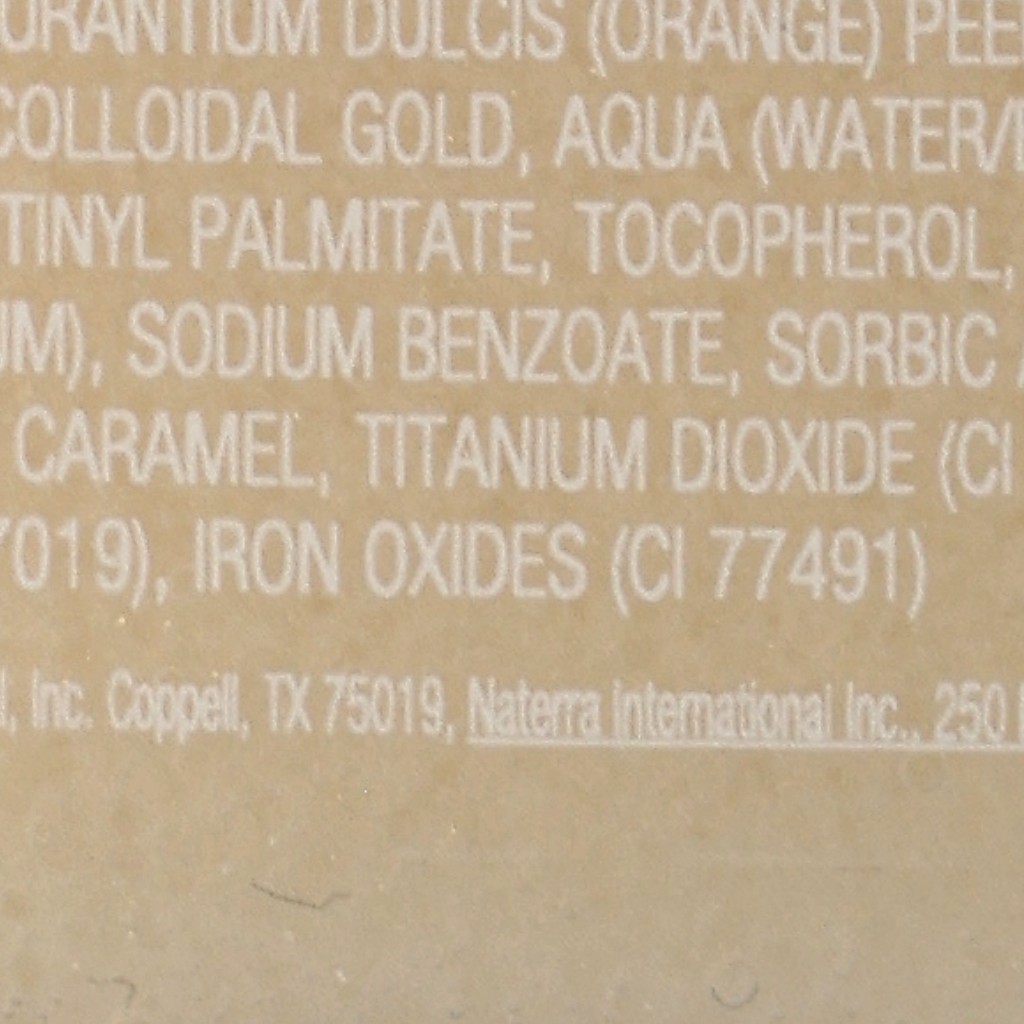 URANTIUM DULCIS (ORANGE) PEE
COLLOIDAL GOLD, AQUA (WATER/
TINYL PALMITATE, TOCOPHEROL,
UM), SODIUM BENZOATE, SORBIC
CARAMEL, TITANIUM DIOXIDE (CI
7019), IRON OXIDES (CI 77491)
l, Inc. Coppell, TX 75019, Naterra International Inc., 250